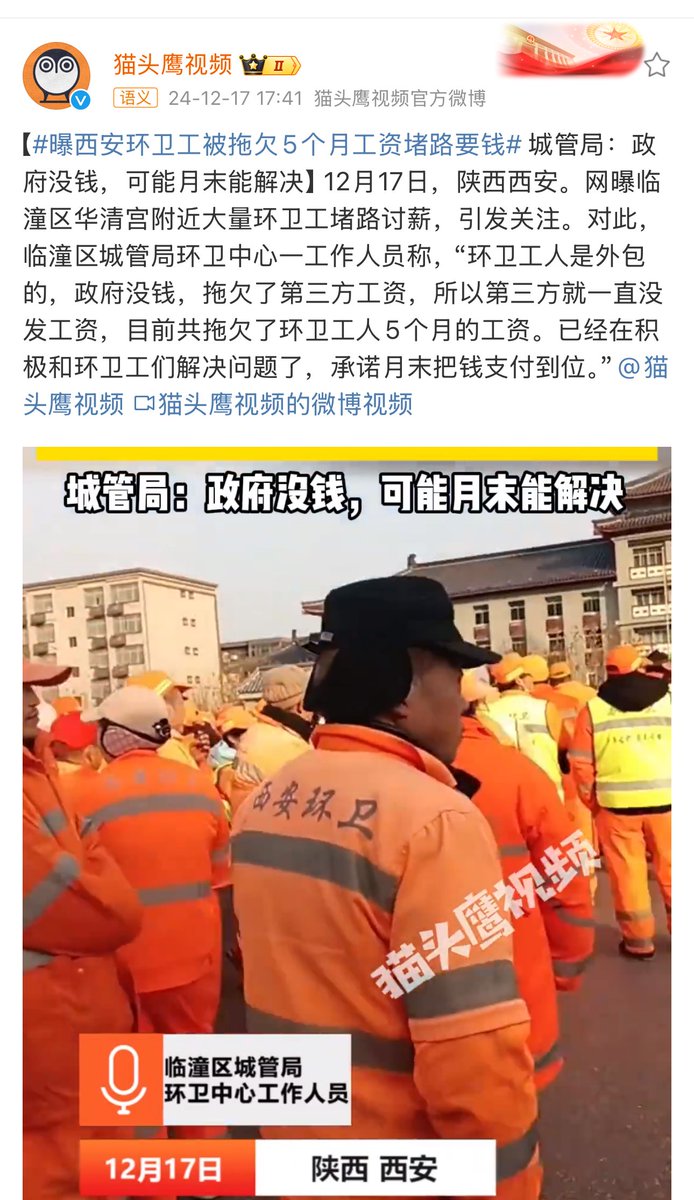 猫头鹰视频 II
语义 24-12-17 17:41 猫头鹰视频官方微博
【#曝西安环卫工被拖欠5个月工资堵路要钱# 城管局：政
府没钱，可能月末能解决】12月17日，陕西西安。网曝临
潼区华清宫附近大量环卫工堵路讨薪，引发关注。对此，
临潼区城管局环卫中心一工作人员称，“环卫工人是外包
的，政府没钱，拖欠了第三方工资，所以第三方就一直没
发工资，目前共拖欠了环卫工人5个月的工资。已经在积
极和环卫工们解决问题了，承诺月末把钱支付到位。” @猫
头鹰视频 猫头鹰视频的微博视频
城管局：政府没钱，可能月末能解决
西安环卫
猫头鹰视频
临潼区城管局
环卫中心工作人员
12月17日 陕西 西安